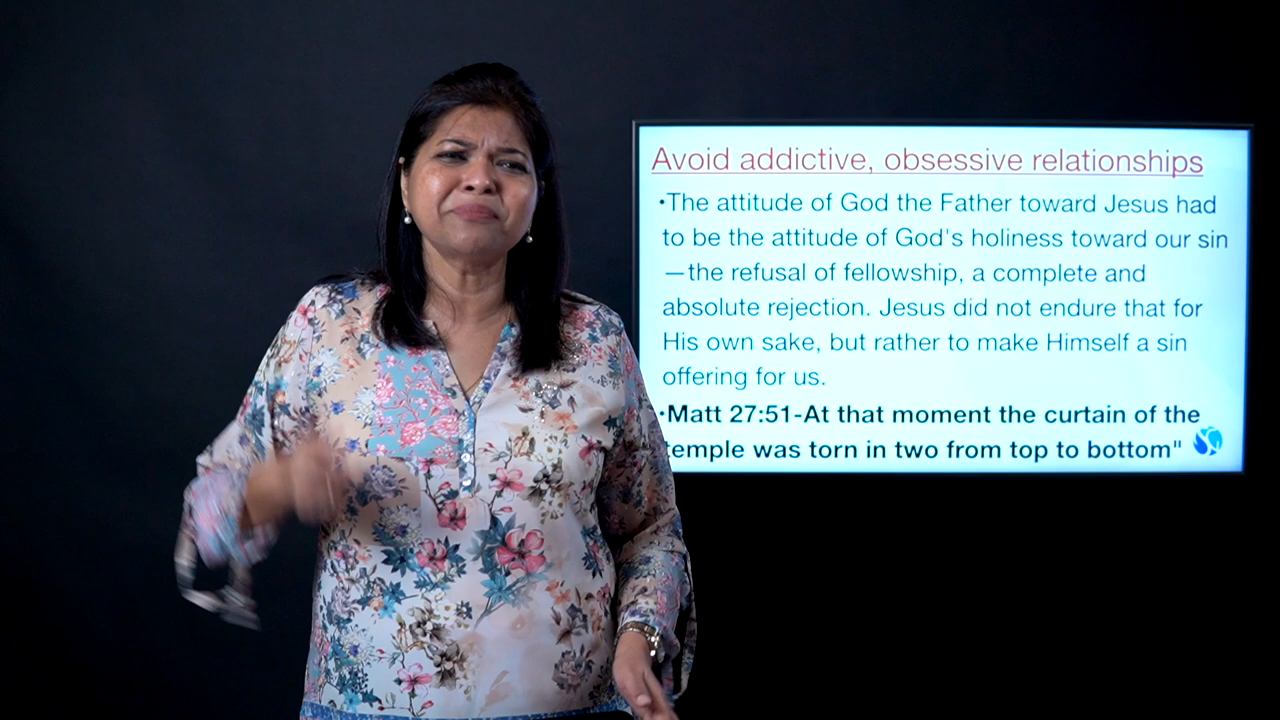 Avoid addictive, obsessive relationships
•The attitude of God the Father toward Jesus had
to be the attitude of God's holiness toward our sin
—the refusal of fellowship, a complete and
absolute rejection. Jesus did not endure that for
His own sake, but rather to make Himself a sin
offering for us.
•Matt 27:51-At that moment the curtain of the
temple was torn in two from top to bottom"